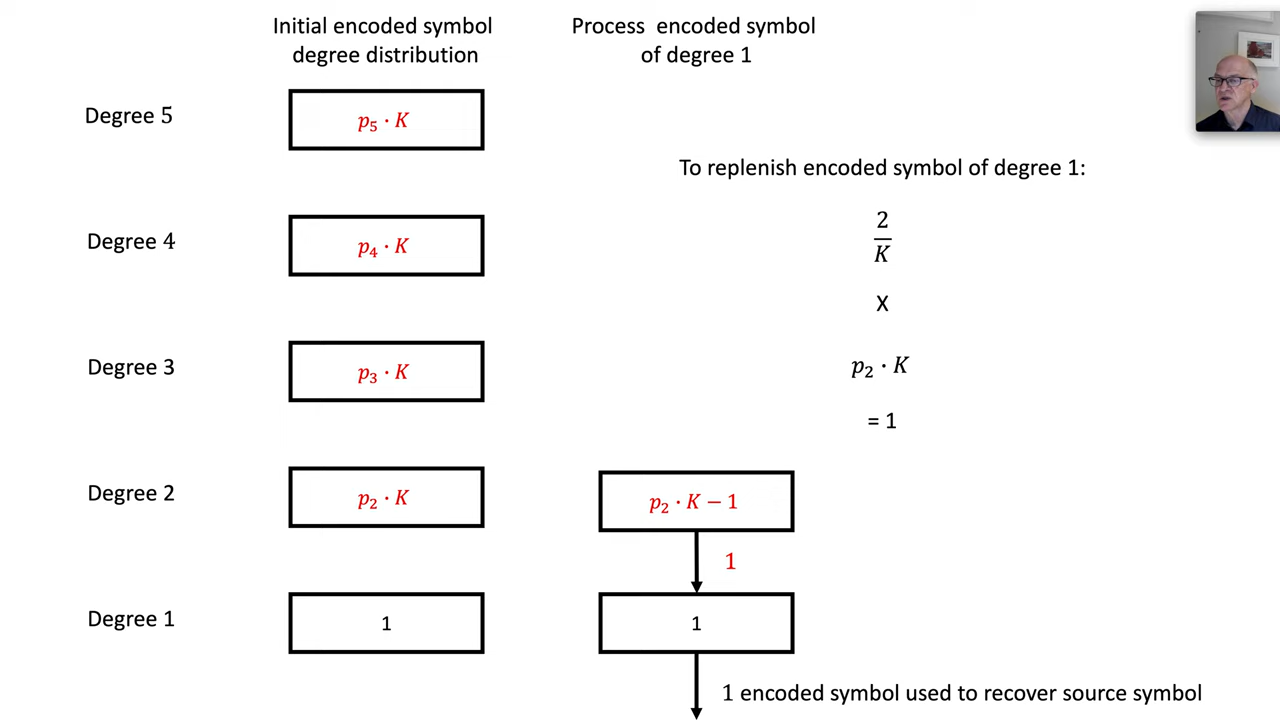 Initial encoded symbol
degree distribution
Process encoded symbol
of degree 1
Degree 5
p₅ · K
To replenish encoded symbol of degree 1:
Degree 4
p₄ · K
2
K
X
Degree 3
p₃ · K
p₂ · K
= 1
Degree 2
p₂ · K
p₂ · K − 1
1
Degree 1
1
1
1 encoded symbol used to recover source symbol